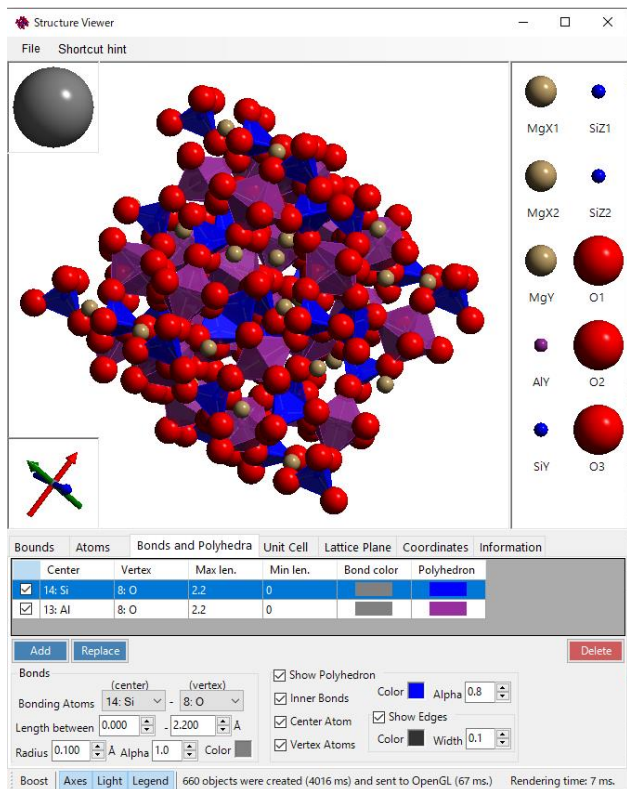 Structure Viewer
File Shortcut hint
MgX1 SiZ1
MgX2 SiZ2
MgY O1
AlY O2
SiY O3
Bounds Atoms Bonds and Polyhedra Unit Cell Lattice Plane Coordinates Information
Center Vertex Max len. Min len. Bond color Polyhedron
14: Si 8: O 2.2 0
13: Al 8: O 2.2 0
Add Replace Delete
Bonds
(center) (vertex)
Bonding Atoms 14: Si - 8: O
Length between 0.000 - 2.200 Å
Radius 0.100 Å Alpha 1.0 Color
Show Polyhedron
Inner Bonds Color Alpha 0.8
Center Atom Show Edges
Vertex Atoms Color Width 0.1
Boost Axes Light Legend 660 objects were created (4016 ms) and sent to OpenGL (67 ms.) Rendering time: 7 ms.